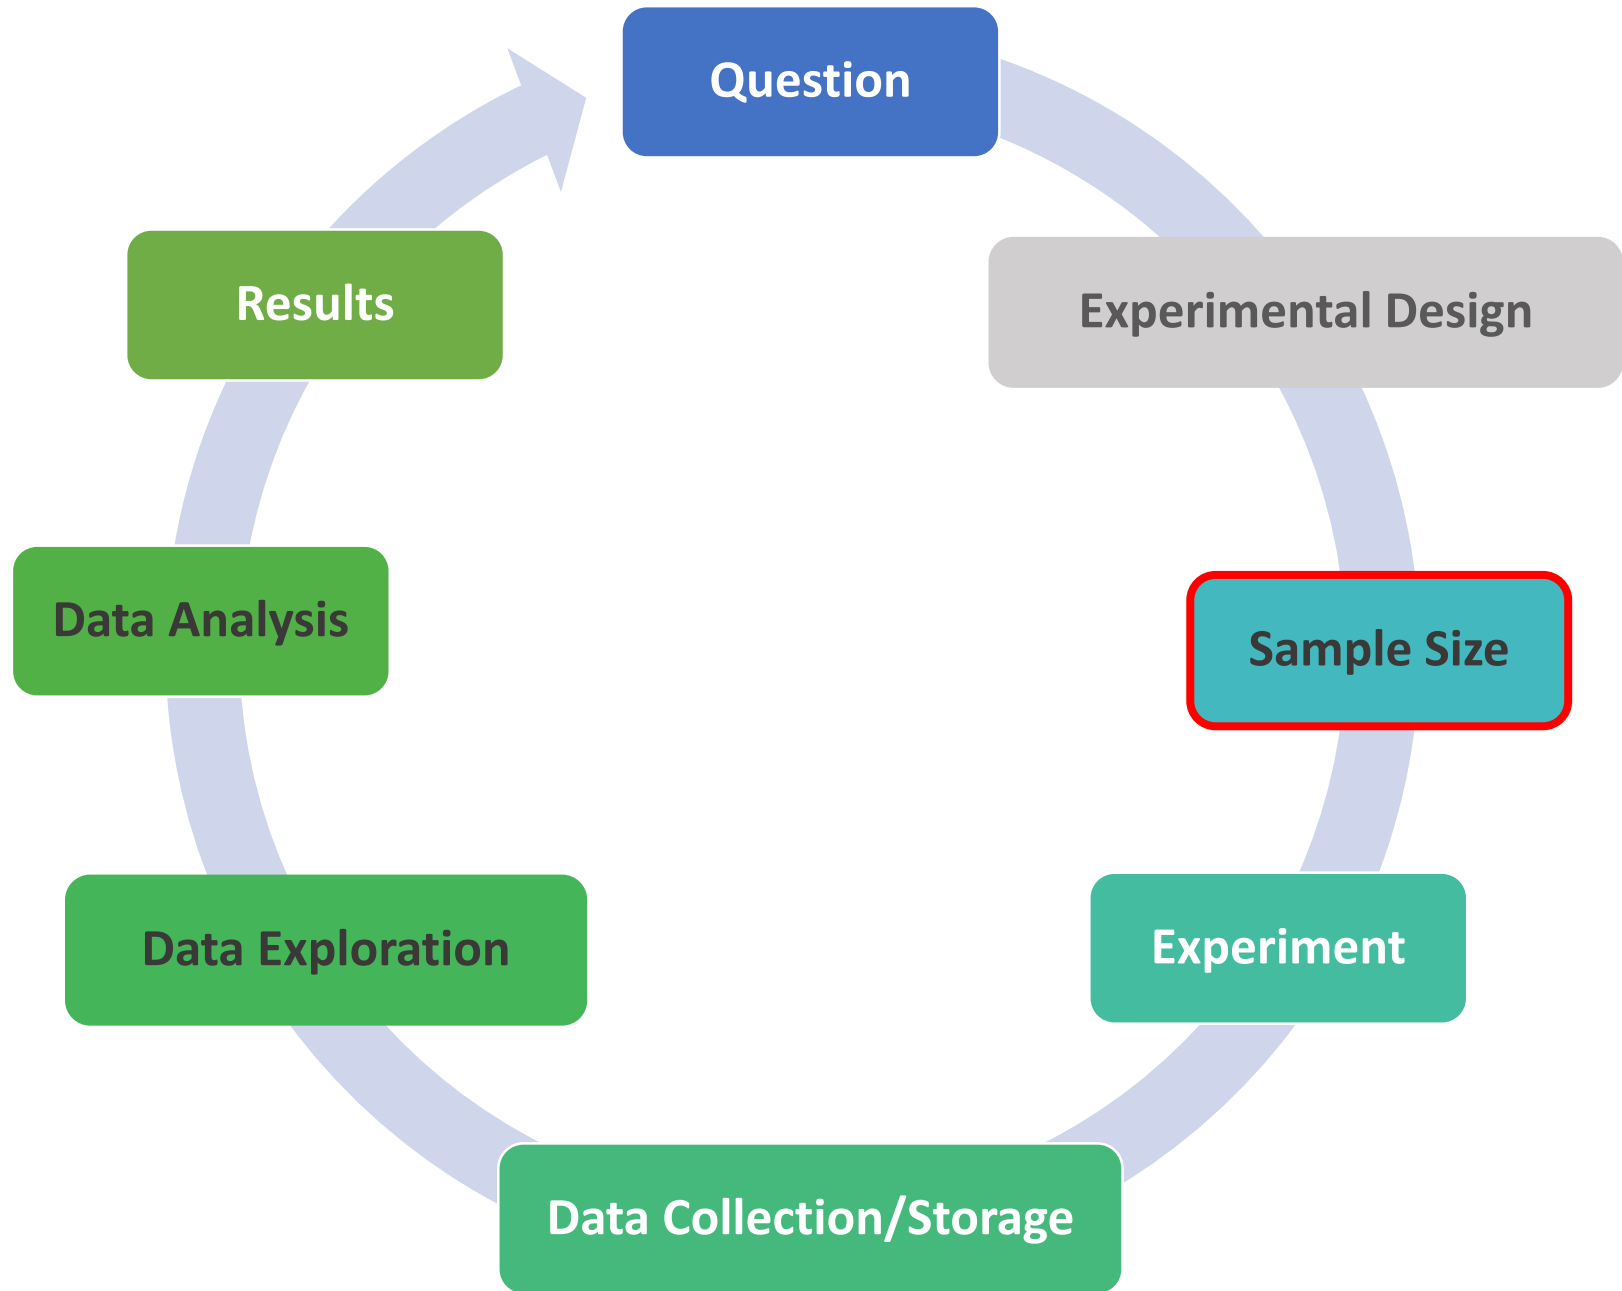 Question
Experimental Design
Sample Size
Experiment
Data Collection/Storage
Data Exploration
Data Analysis
Results